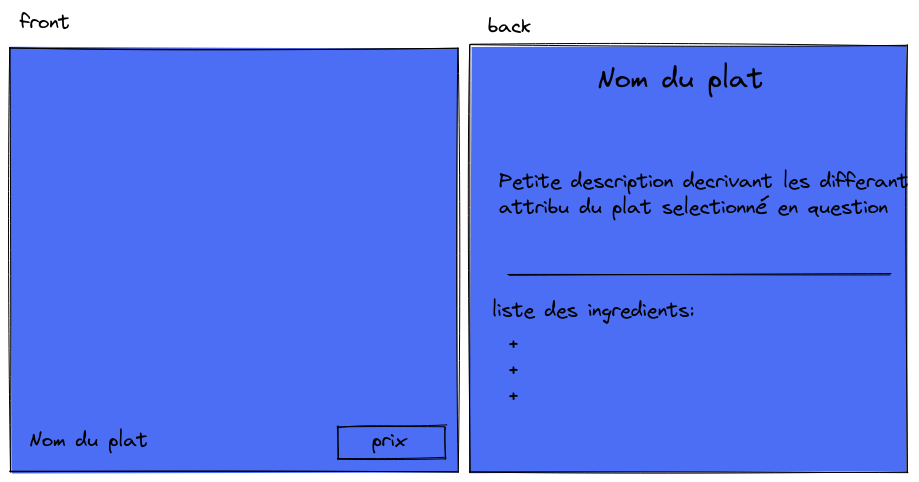 front
back
Nom du plat
Petite description decrivant les differant
attribu du plat selectionné en question
liste des ingredients:
+
+
+
Nom du plat
prix